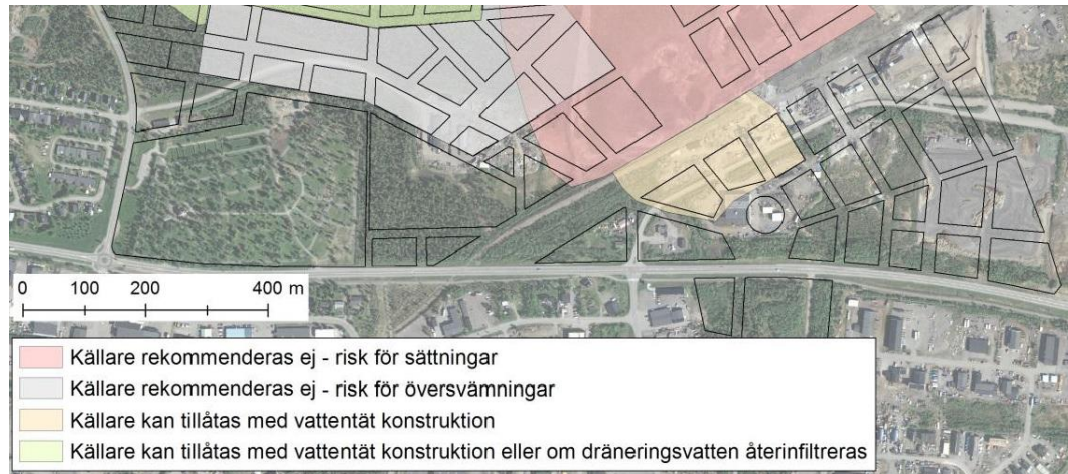 0 100 200 400 m
Källare rekommenderas ej - risk för sättningar
Källare rekommenderas ej - risk för översvämningar
Källare kan tillåtas med vattentät konstruktion
Källare kan tillåtas med vattentät konstruktion eller om dräneringsvatten återinfiltreras